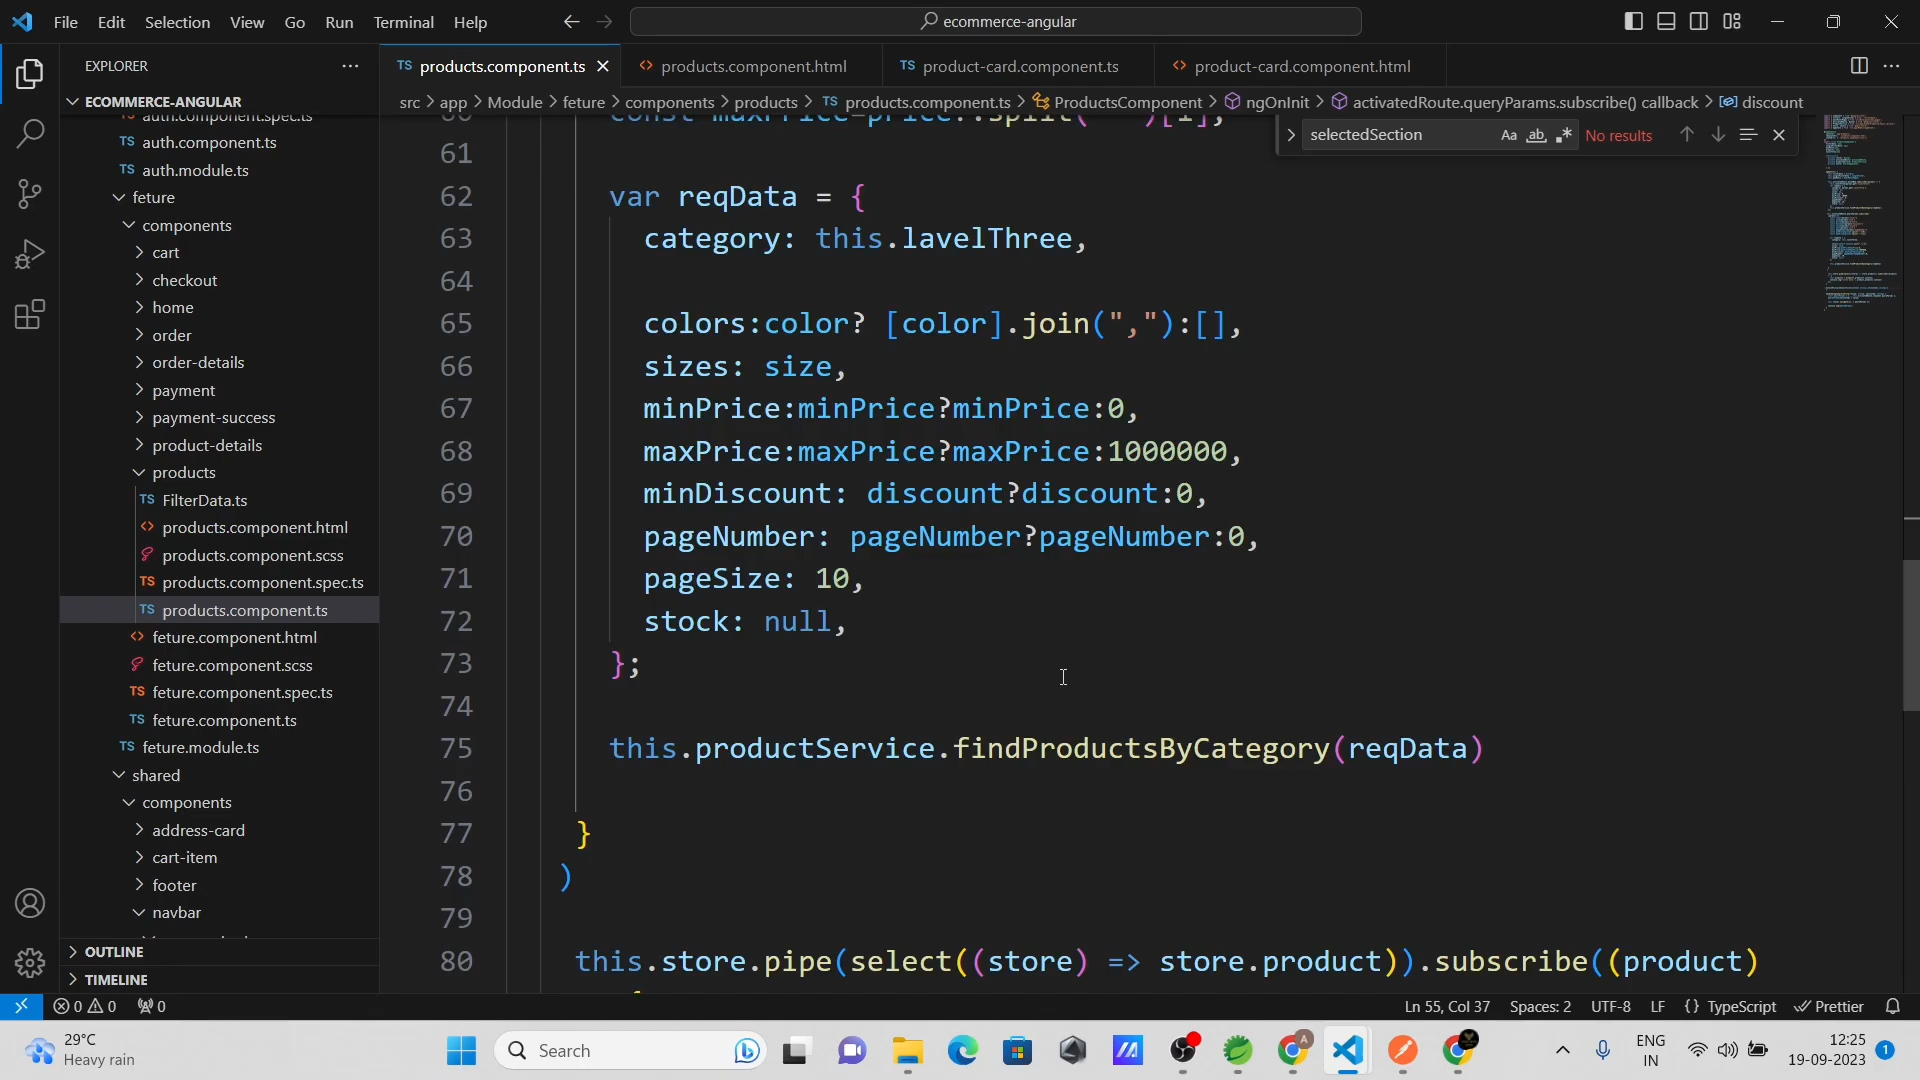 File Edit Selection View Go Run Terminal Help
ecommerce-angular
EXPLORER
ECOMMERCE-ANGULAR
auth.component.spec.ts
TS auth.component.ts
TS auth.module.ts
feture
components
cart
checkout
home
order
order-details
payment
payment-success
product-details
products
TS FilterData.ts
products.component.html
products.component.scss
TS products.component.spec.ts
TS products.component.ts
feture.component.html
feture.component.scss
TS feture.component.spec.ts
TS feture.component.ts
TS feture.module.ts
shared
components
address-card
cart-item
footer
navbar
OUTLINE
TIMELINE
TS products.component.ts
products.component.html
TS product-card.component.ts
product-card.component.html
src > app > Module > feture > components > products > TS products.component.ts > ProductsComponent > ngOnInit > activatedRoute.queryParams.subscribe() callback > discount
selectedSection Aa ab No results
61
62 var reqData = {
63 category: this.lavelThree,
64
65 colors:color? [color].join(","):[],
66 sizes: size,
67 minPrice:minPrice?minPrice:0,
68 maxPrice:maxPrice?maxPrice:1000000,
69 minDiscount: discount?discount:0,
70 pageNumber: pageNumber?pageNumber:0,
71 pageSize: 10,
72 stock: null,
73 };
74
75 this.productService.findProductsByCategory(reqData)
76
77 }
78 )
79
80 this.store.pipe(select((store) => store.product)).subscribe((product)
0 0 0
Ln 55, Col 37 Spaces: 2 UTF-8 LF {} TypeScript Prettier
29°C
Heavy rain
Search
ENG
IN
12:25
19-09-2023
1